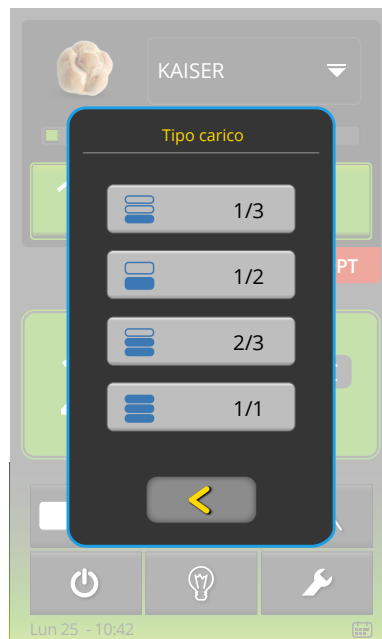 KAISER
Tipo carico
1/3
PT
1/2
2/3
1/1
Lun 25 - 10:42